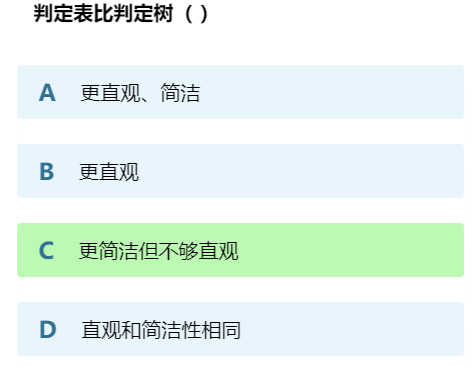 判定表比判定树（ ）
A 更直观、简洁
B 更直观
C 更简洁但不够直观
D 直观和简洁性相同